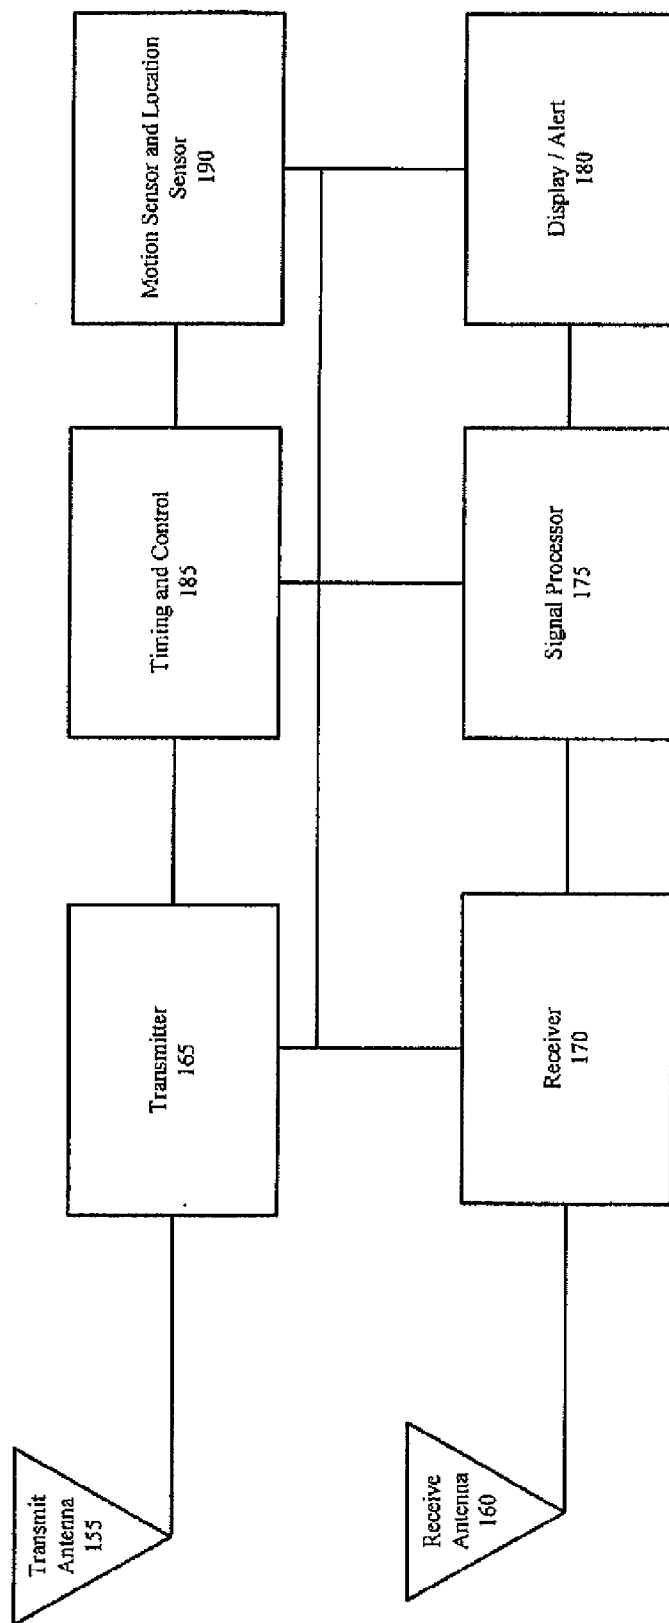 Transmit
Antenna
155
Transmitter
165
Timing and Control
185
Motion Sensor and Location
Sensor
190
Receive
Antenna
160
Receiver
170
Signal Processor
175
Display / Alert
180